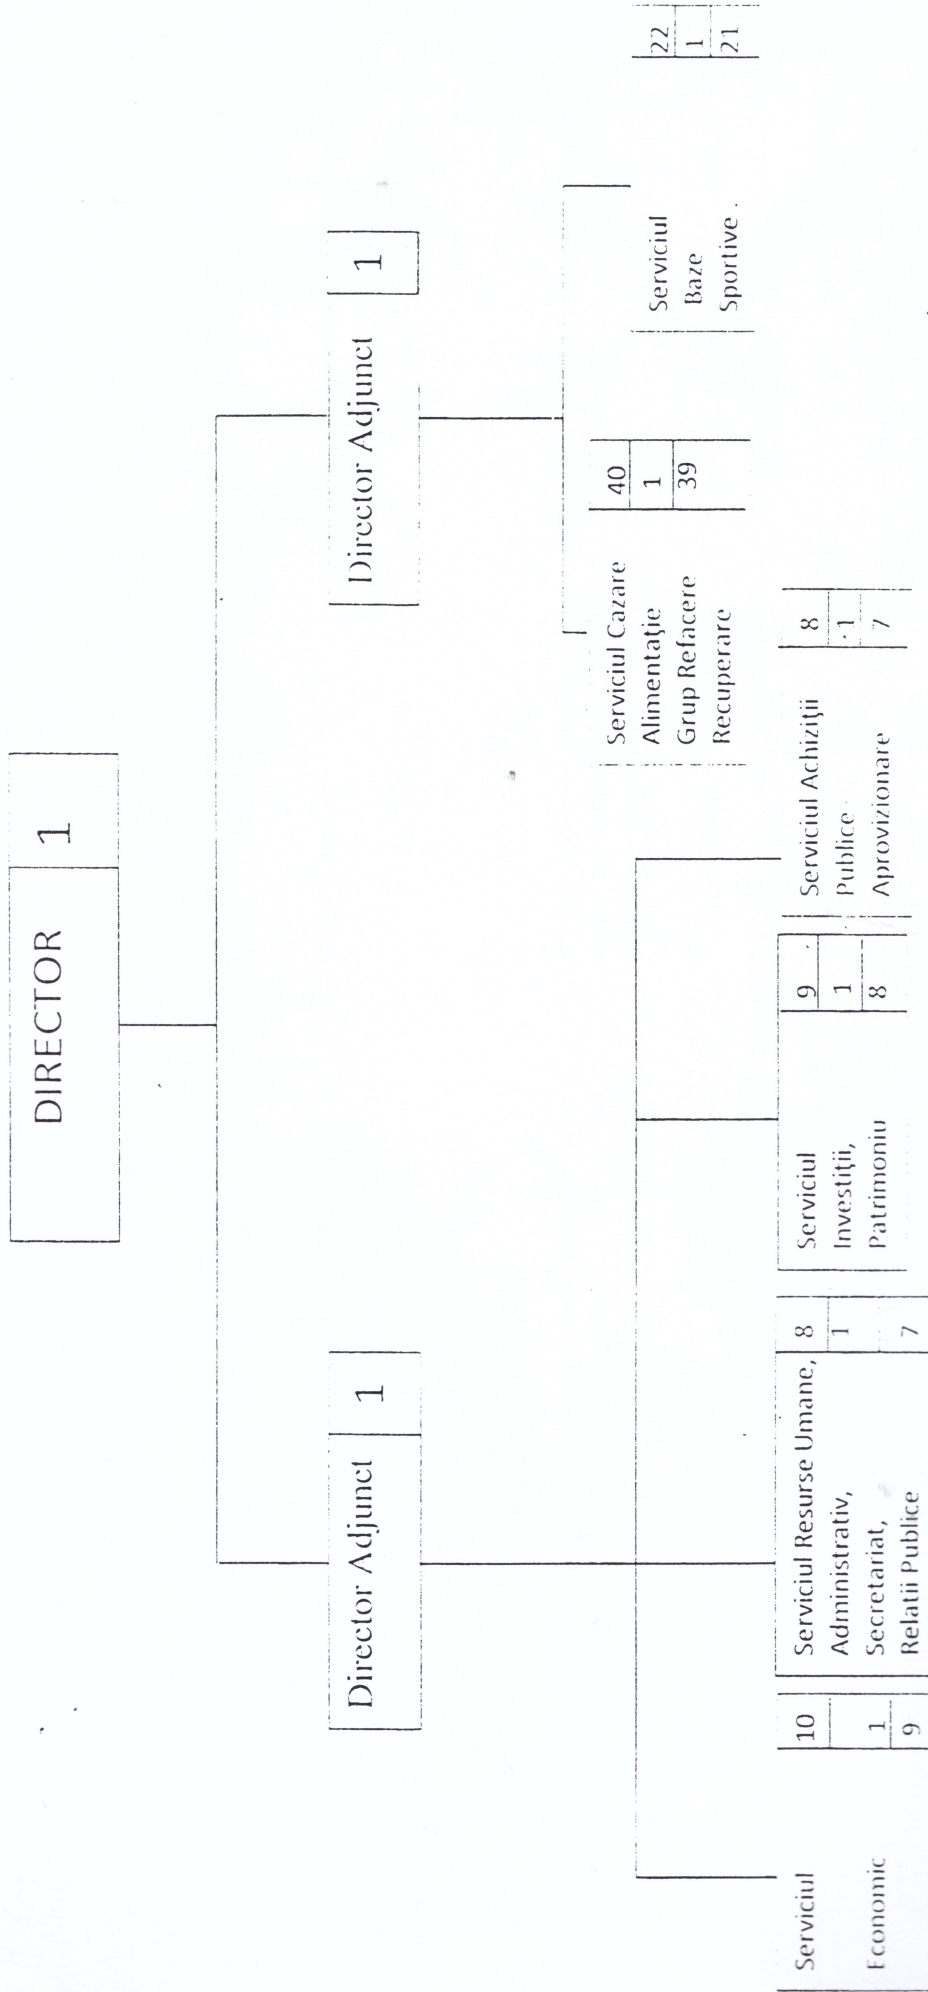 DIRECTOR 1
Director Adjunct 1
Director Adjunct 1
Serviciul Cazare 40
Alimentație 1
Grup Refacere 39
Recuperare
Serviciul 22
Baze 1
Sportive 21
Serviciul 10
Economic 1
9
Serviciul Resurse Umane, 8
Administrativ, 1
Secretariat,
Relatii Publice 7
Serviciul 9
Investiții, 1
Patrimoniu 8
Serviciul Achiziții 8
Publice 1
Aprovizionare 7